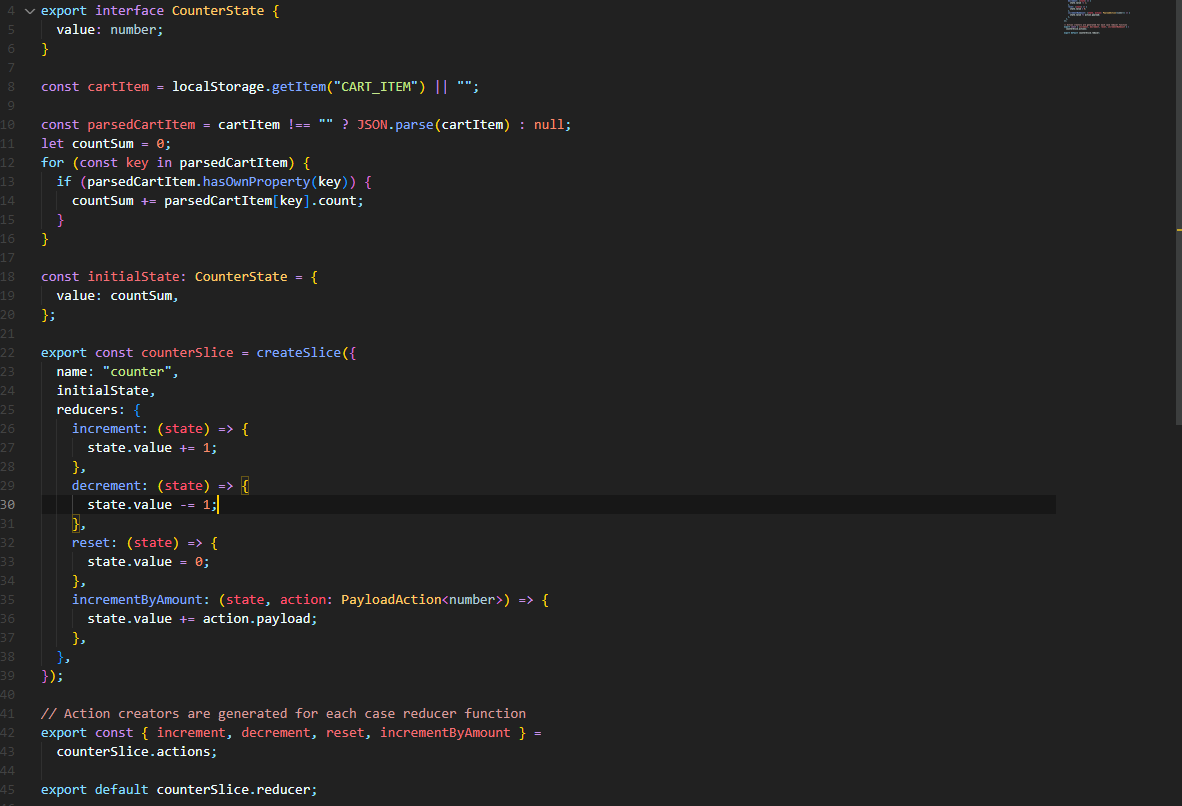 4 export interface CounterState {
5 value: number;
6 }
7
8 const cartItem = localStorage.getItem("CART_ITEM") || "";
9
10 const parsedCartItem = cartItem !== "" ? JSON.parse(cartItem) : null;
11 let countSum = 0;
12 for (const key in parsedCartItem) {
13 if (parsedCartItem.hasOwnProperty(key)) {
14 countSum += parsedCartItem[key].count;
15 }
16 }
17
18 const initialState: CounterState = {
19 value: countSum,
20 };
21
22 export const counterSlice = createSlice({
23 name: "counter",
24 initialState,
25 reducers: {
26 increment: (state) => {
27 state.value += 1;
28 },
29 decrement: (state) => {
30 state.value -= 1;
31 },
32 reset: (state) => {
33 state.value = 0;
34 },
35 incrementByAmount: (state, action: PayloadAction<number>) => {
36 state.value += action.payload;
37 },
38 },
39 });
40
41 // Action creators are generated for each case reducer function
42 export const { increment, decrement, reset, incrementByAmount } =
43 counterSlice.actions;
44
45 export default counterSlice.reducer;